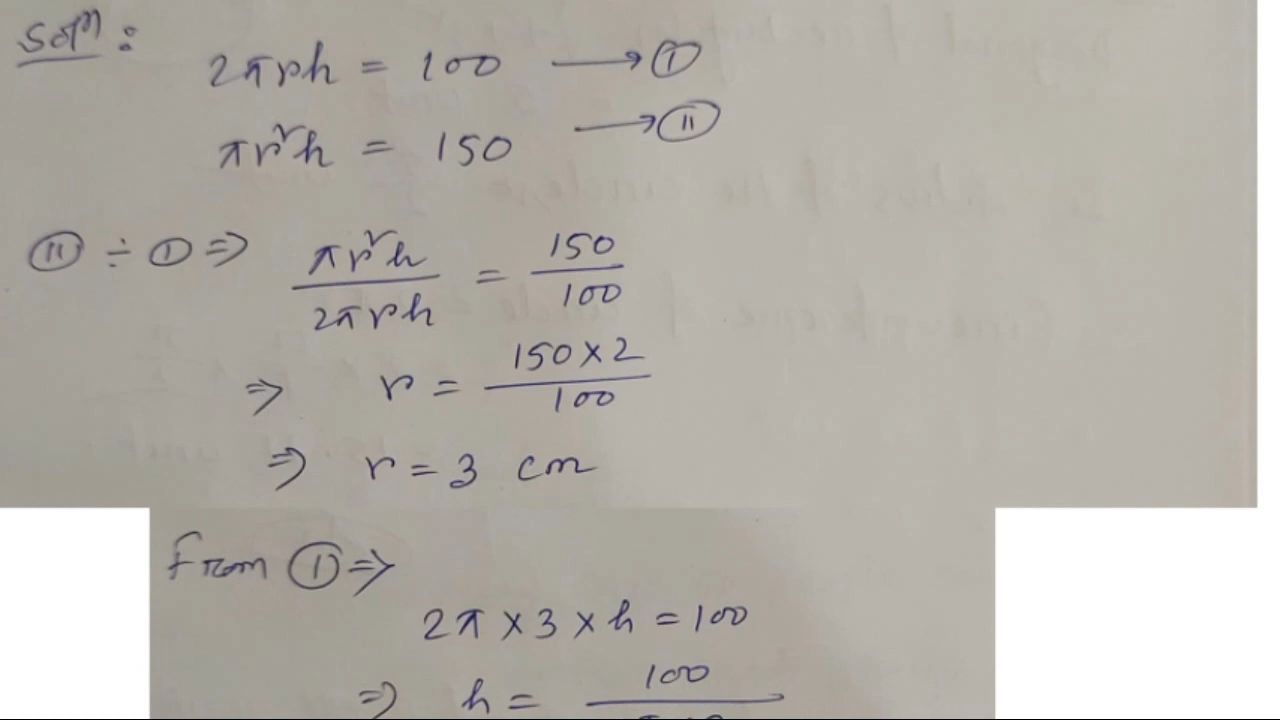 Solⁿ:
2πrh = 100 → Ⓘ
πr²h = 150 → Ⓘⓘ
Ⓘⓘ ÷ Ⓘ ⇒ πr²h / 2πrh = 150 / 100
⇒ r = 150 × 2 / 100
⇒ r = 3 cm
From Ⓘ ⇒
2π × 3 × h = 100
⇒ h = 100